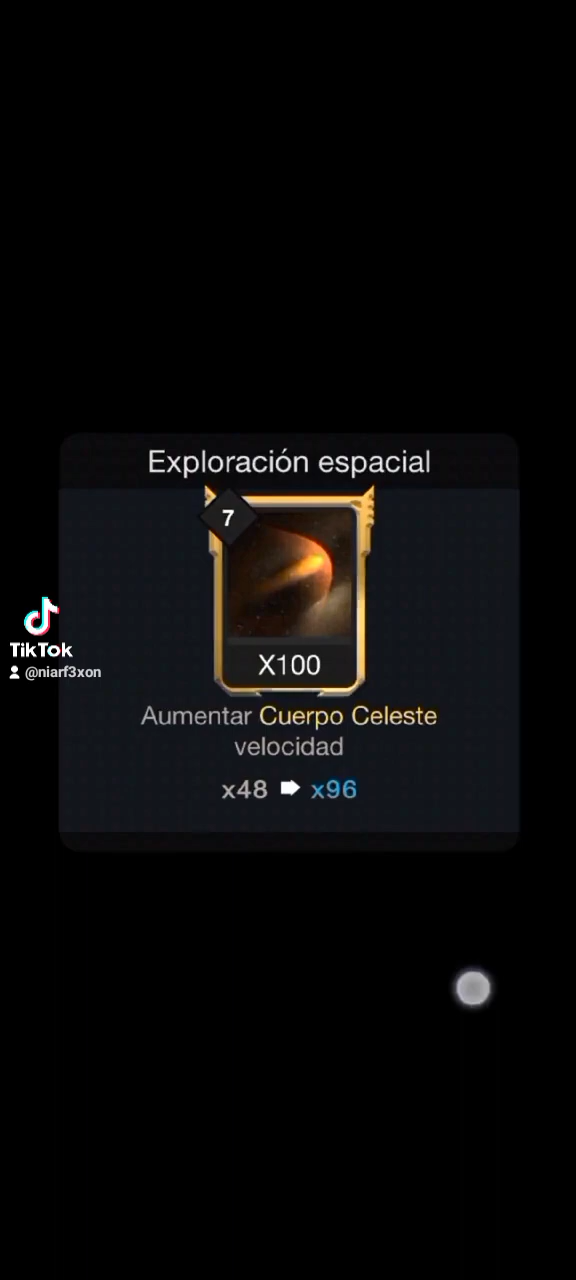 Exploración espacial
7
X100
TikTok
@niarf3xon
Aumentar Cuerpo Celeste
velocidad
x48 x96